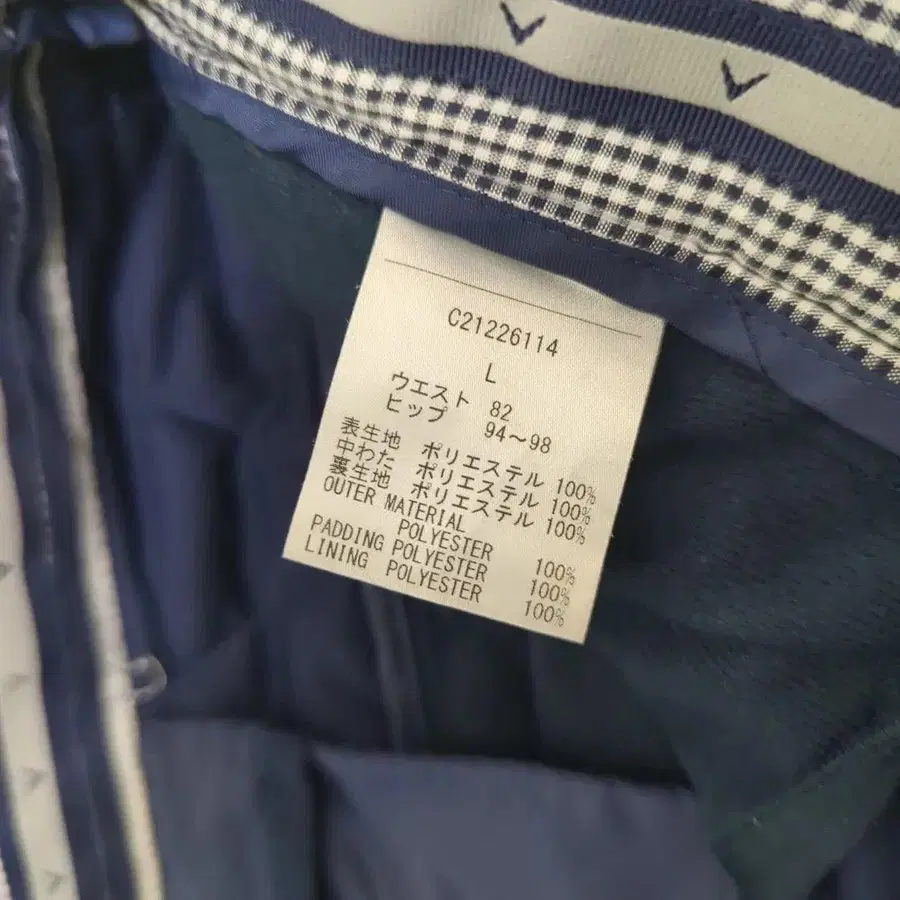 C21226114
L
ウエスト 82
ヒップ 94～98
表生地 ポリエステル 100%
中わた ポリエステル 100%
裏生地 ポリエステル 100%
OUTER MATERIAL
POLYESTER 100%
PADDING POLYESTER 100%
LINING POLYESTER 100%